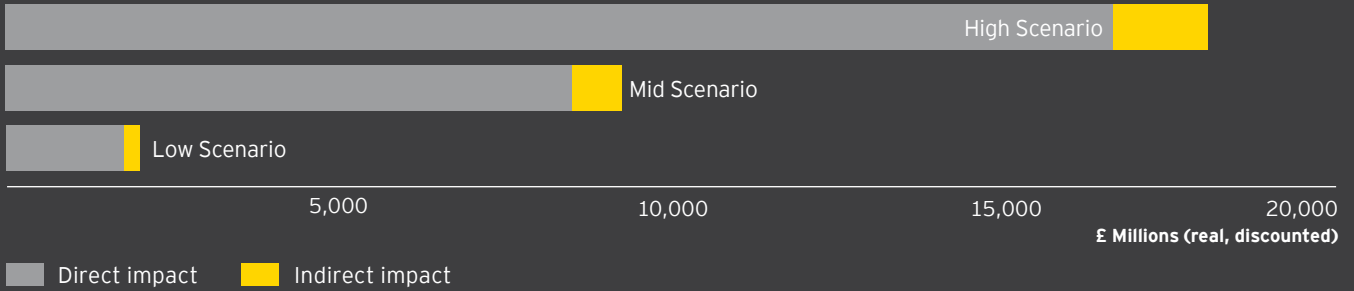 High Scenario
Mid Scenario
Low Scenario
5,000 10,000 15,000 20,000
£ Millions (real, discounted)
Direct impact Indirect impact